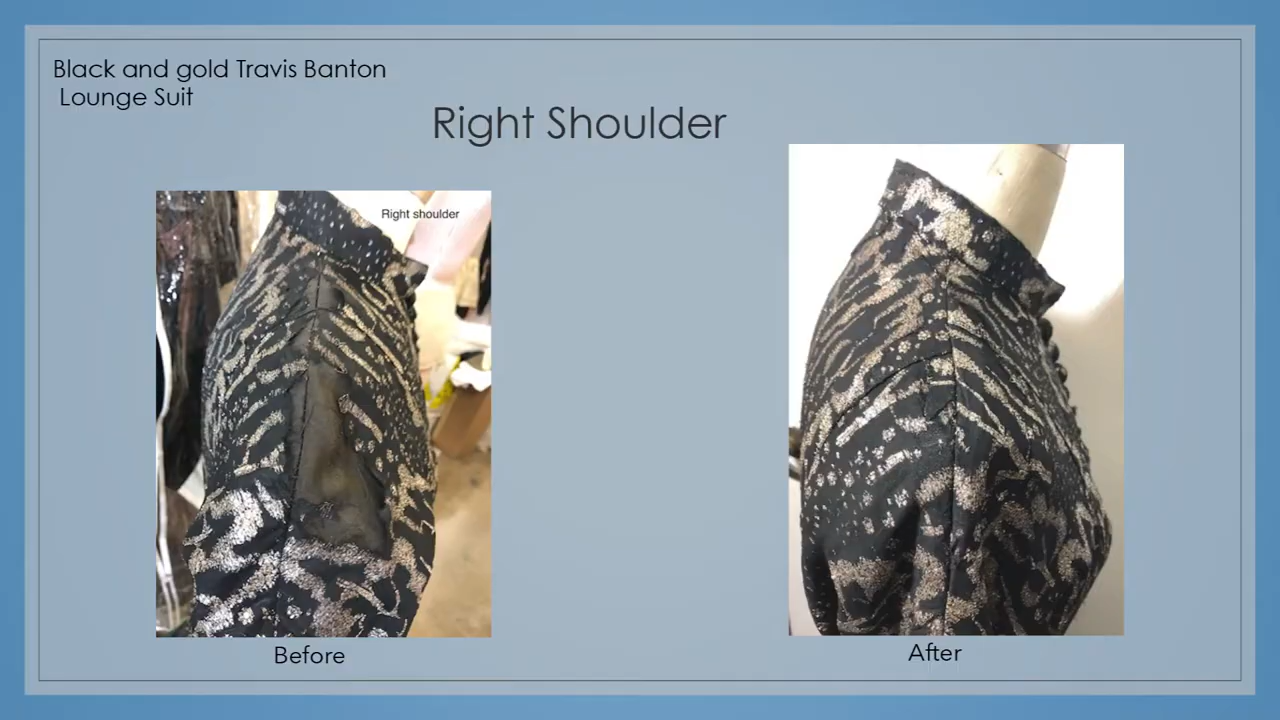 Black and gold Travis Banton
Lounge Suit
Right Shoulder
Right shoulder
Before
After